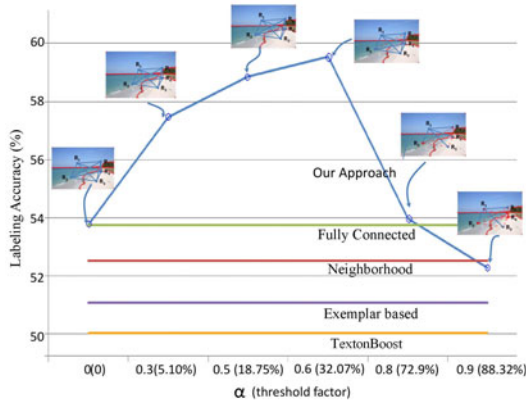 60
58
56
54
52
50
Labeling Accuracy (%)
Our Approach
Fully Connected
Neighborhood
Exemplar based
TextonBoost
0(0) 0.3(5.10%) 0.5 (18.75%) 0.6 (32.07%) 0.8 (72.9%) 0.9 (88.32%)
α (threshold factor)